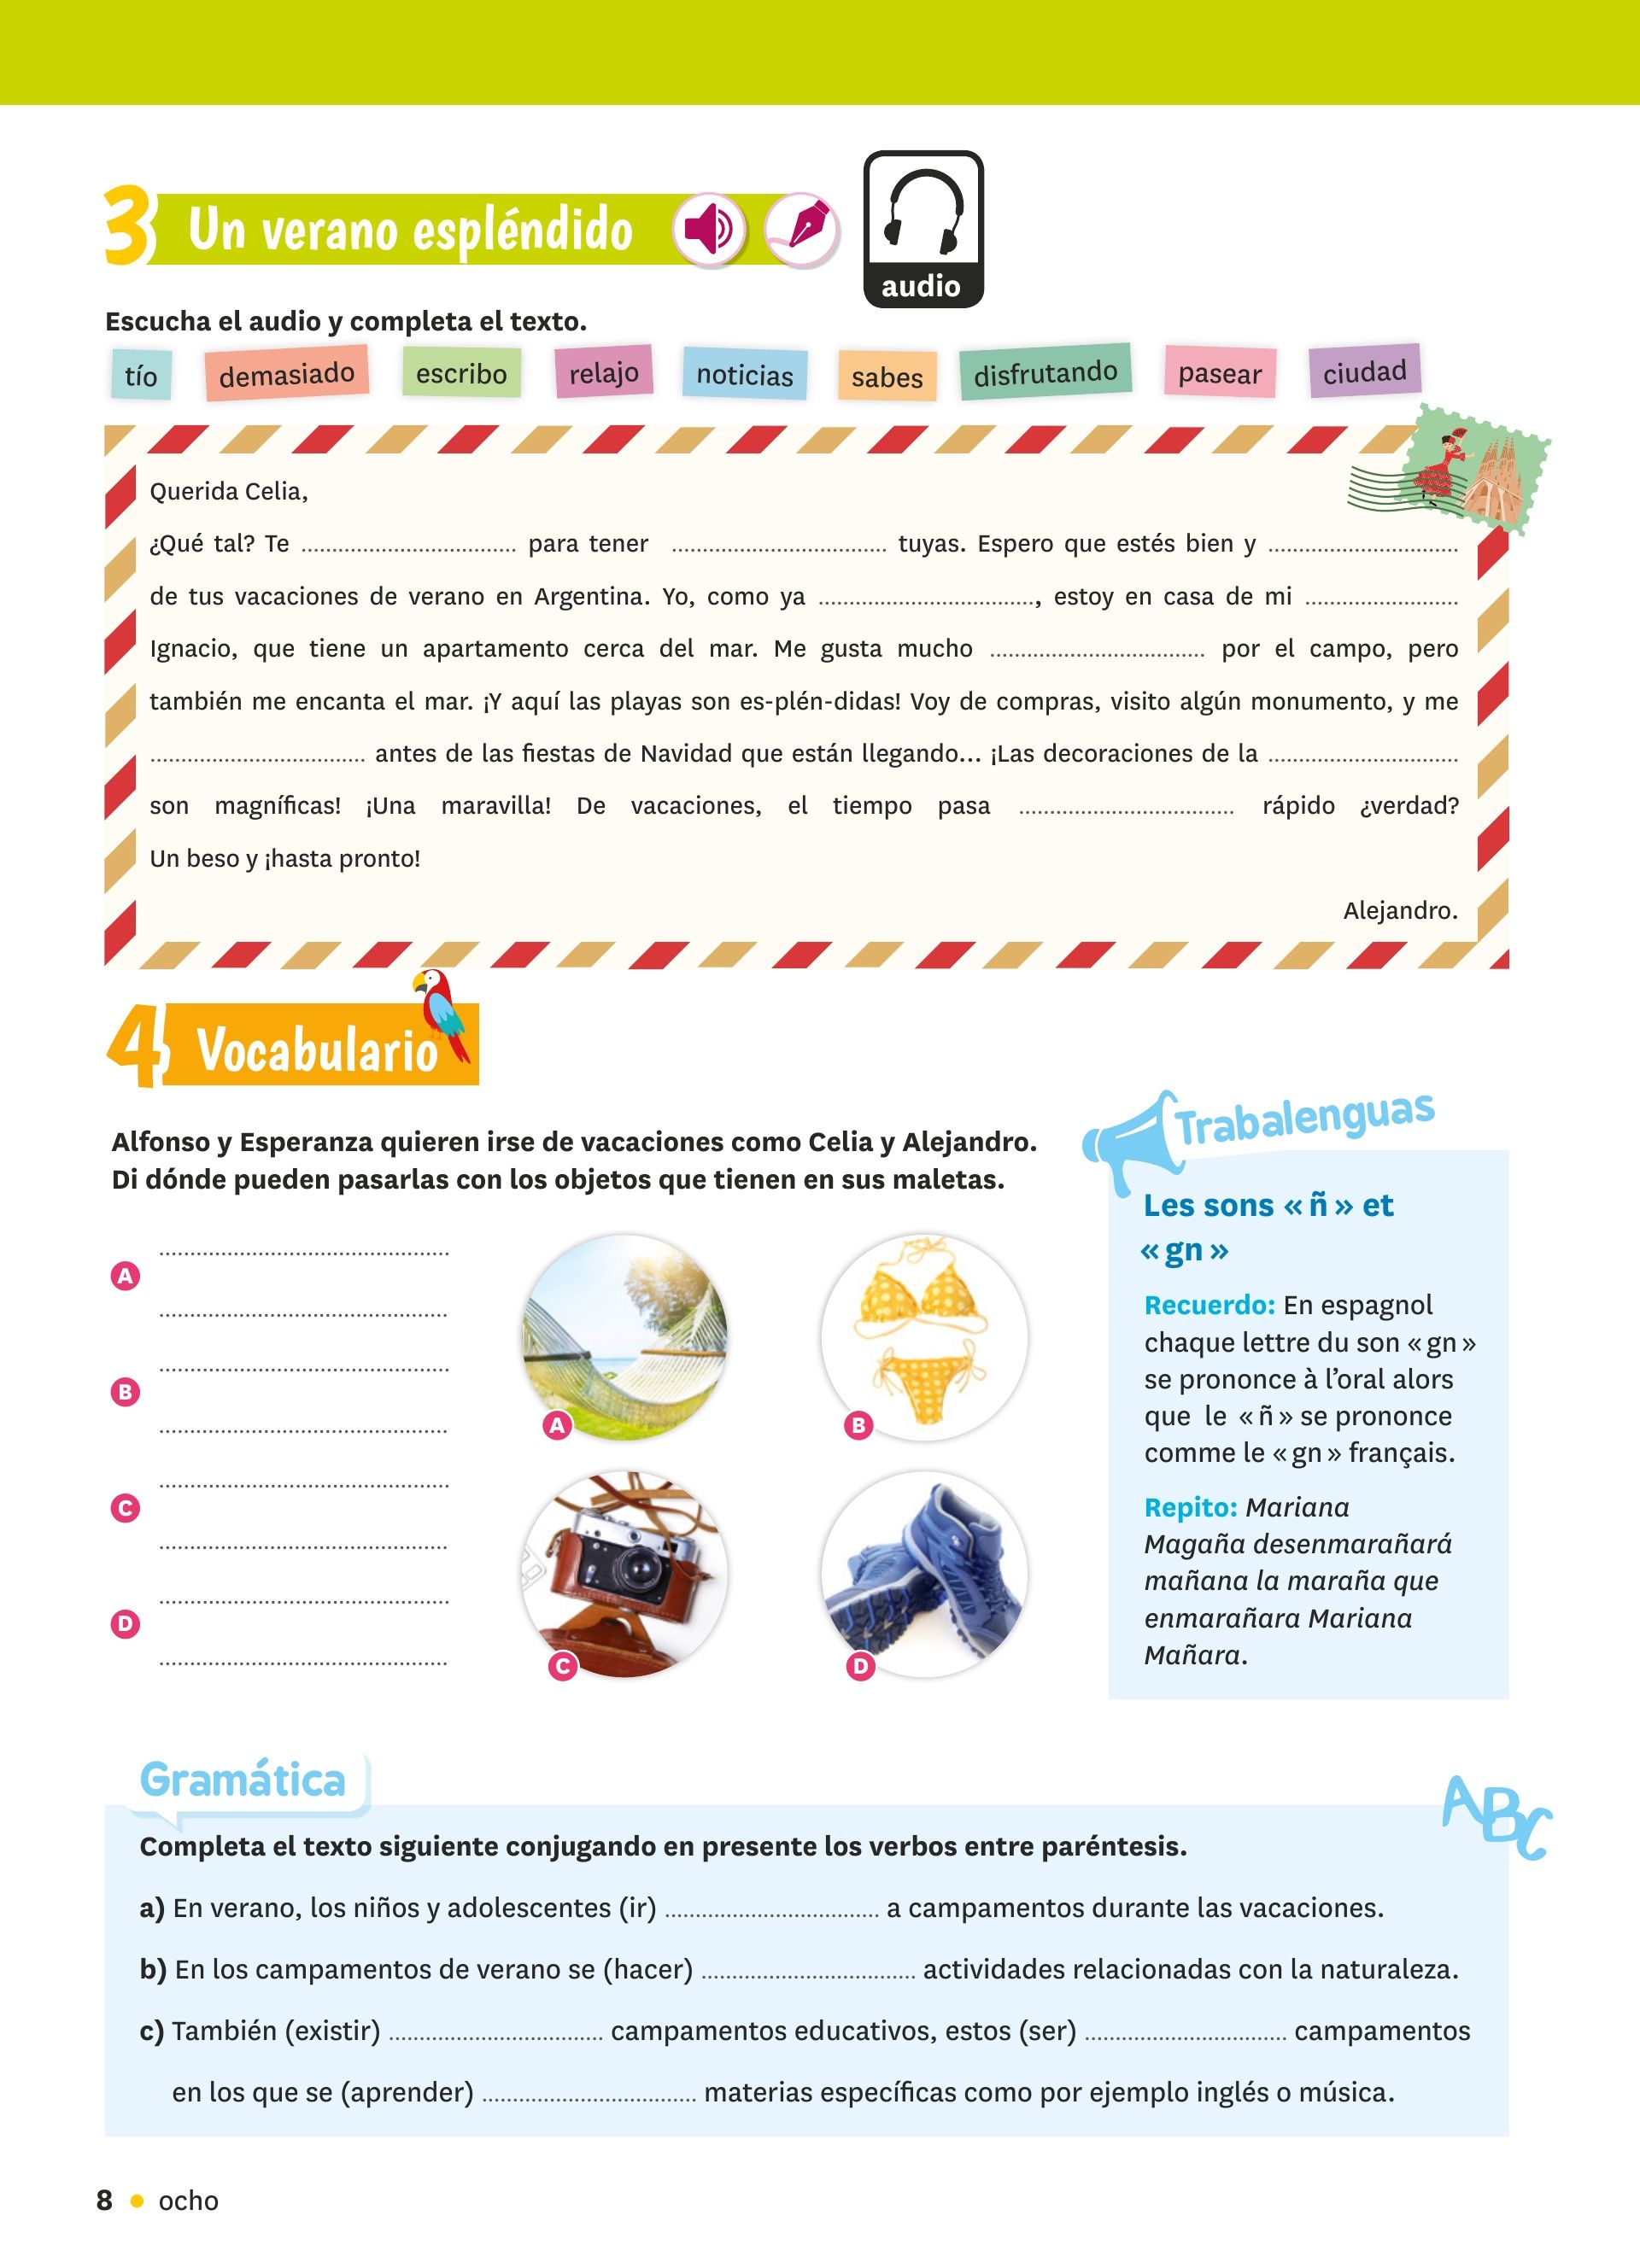 3 Un verano espléndido
audio
Escucha el audio y completa el texto.
tío demasiado escribo relajo noticias sabes disfrutando pasear ciudad
Querida Celia,
¿Qué tal? Te ................................... para tener ................................... tuyas. Espero que estés bien y ...............................
de tus vacaciones de verano en Argentina. Yo, como ya ..................................., estoy en casa de mi .........................
Ignacio, que tiene un apartamento cerca del mar. Me gusta mucho ................................... por el campo, pero
también me encanta el mar. ¡Y aquí las playas son es-plén-didas! Voy de compras, visito algún monumento, y me
................................... antes de las fiestas de Navidad que están llegando... ¡Las decoraciones de la ...............................
son magníficas! ¡Una maravilla! De vacaciones, el tiempo pasa ................................... rápido ¿verdad?
Un beso y ¡hasta pronto!
Alejandro.
4 Vocabulario
Alfonso y Esperanza quieren irse de vacaciones como Celia y Alejandro.
Di dónde pueden pasarlas con los objetos que tienen en sus maletas.
A ...............................................
...............................................
B ...............................................
...............................................
C ...............................................
...............................................
D ...............................................
...............................................
A
B
C
D
Trabalenguas
Les sons « ñ » et
« gn »
Recuerdo: En espagnol
chaque lettre du son « gn »
se prononce à l’oral alors
que le « ñ » se prononce
comme le « gn » français.
Repito: Mariana
Magaña desenmarañará
mañana la maraña que
enmarañara Mariana
Mañara.
Gramática
ABC
Completa el texto siguiente conjugando en presente los verbos entre paréntesis.
a) En verano, los niños y adolescentes (ir) ................................... a campamentos durante las vacaciones.
b) En los campamentos de verano se (hacer) ................................... actividades relacionadas con la naturaleza.
c) También (existir) ................................... campamentos educativos, estos (ser) ................................. campamentos
en los que se (aprender) ................................... materias específicas como por ejemplo inglés o música.
8 • ocho